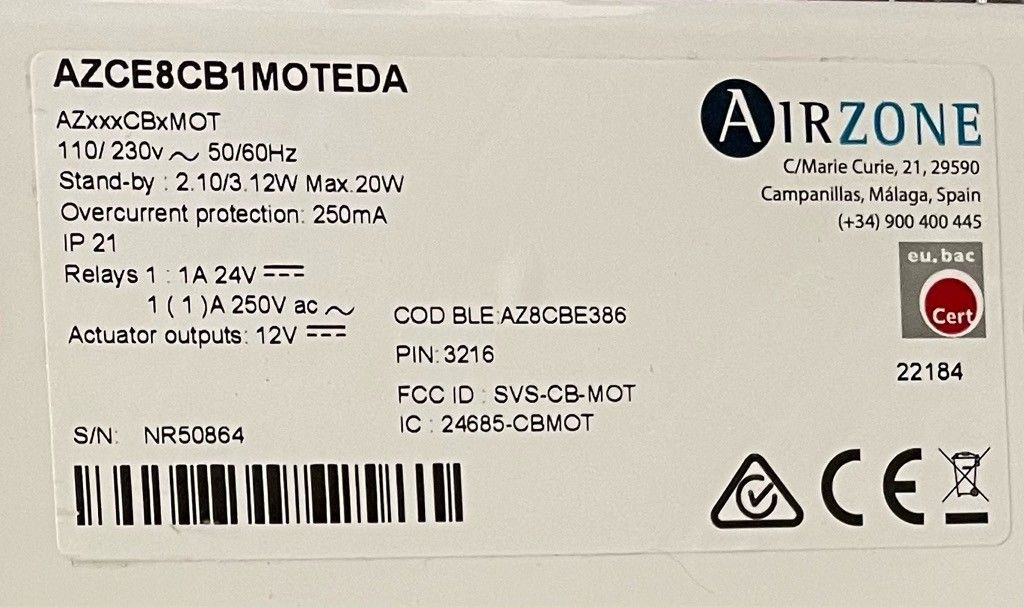 AZCE8CB1MOTEDA
AZxxxCBxMOT
110/ 230v ~ 50/60Hz
Stand-by : 2.10/3.12W Max.20W
Overcurrent protection: 250mA
IP 21
Relays 1 : 1A 24V ⎓
1 ( 1 )A 250V ac ~
Actuator outputs: 12V ⎓
S/N: NR50864
COD BLE:AZ8CBE386
PIN: 3216
FCC ID : SVS-CB-MOT
IC : 24685-CBMOT
AIRZONE
C/Marie Curie, 21, 29590
Campanillas, Málaga, Spain
(+34) 900 400 445
eu.bac
Cert
22184
CE